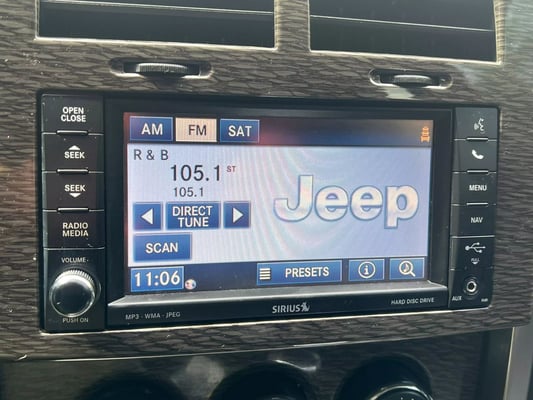 OPEN
CLOSE
SEEK
SEEK
RADIO
MEDIA
VOLUME
PUSH ON
AM FM SAT
R & B
105.1 ST
105.1
DIRECT
TUNE
SCAN
11:06
PRESETS
i
Jeep
MP3 - WMA - JPEG
SIRIUS
HARD DISC DRIVE
MENU
NAV
AUX